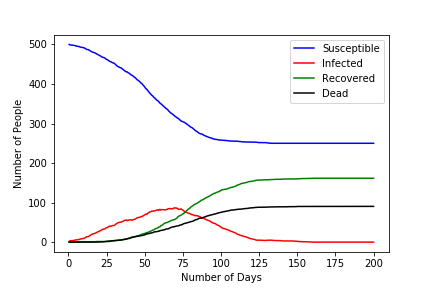 500
400
300
200
100
0
Number of People
0 25 50 75 100 125 150 175 200
Number of Days
Susceptible
Infected
Recovered
Dead